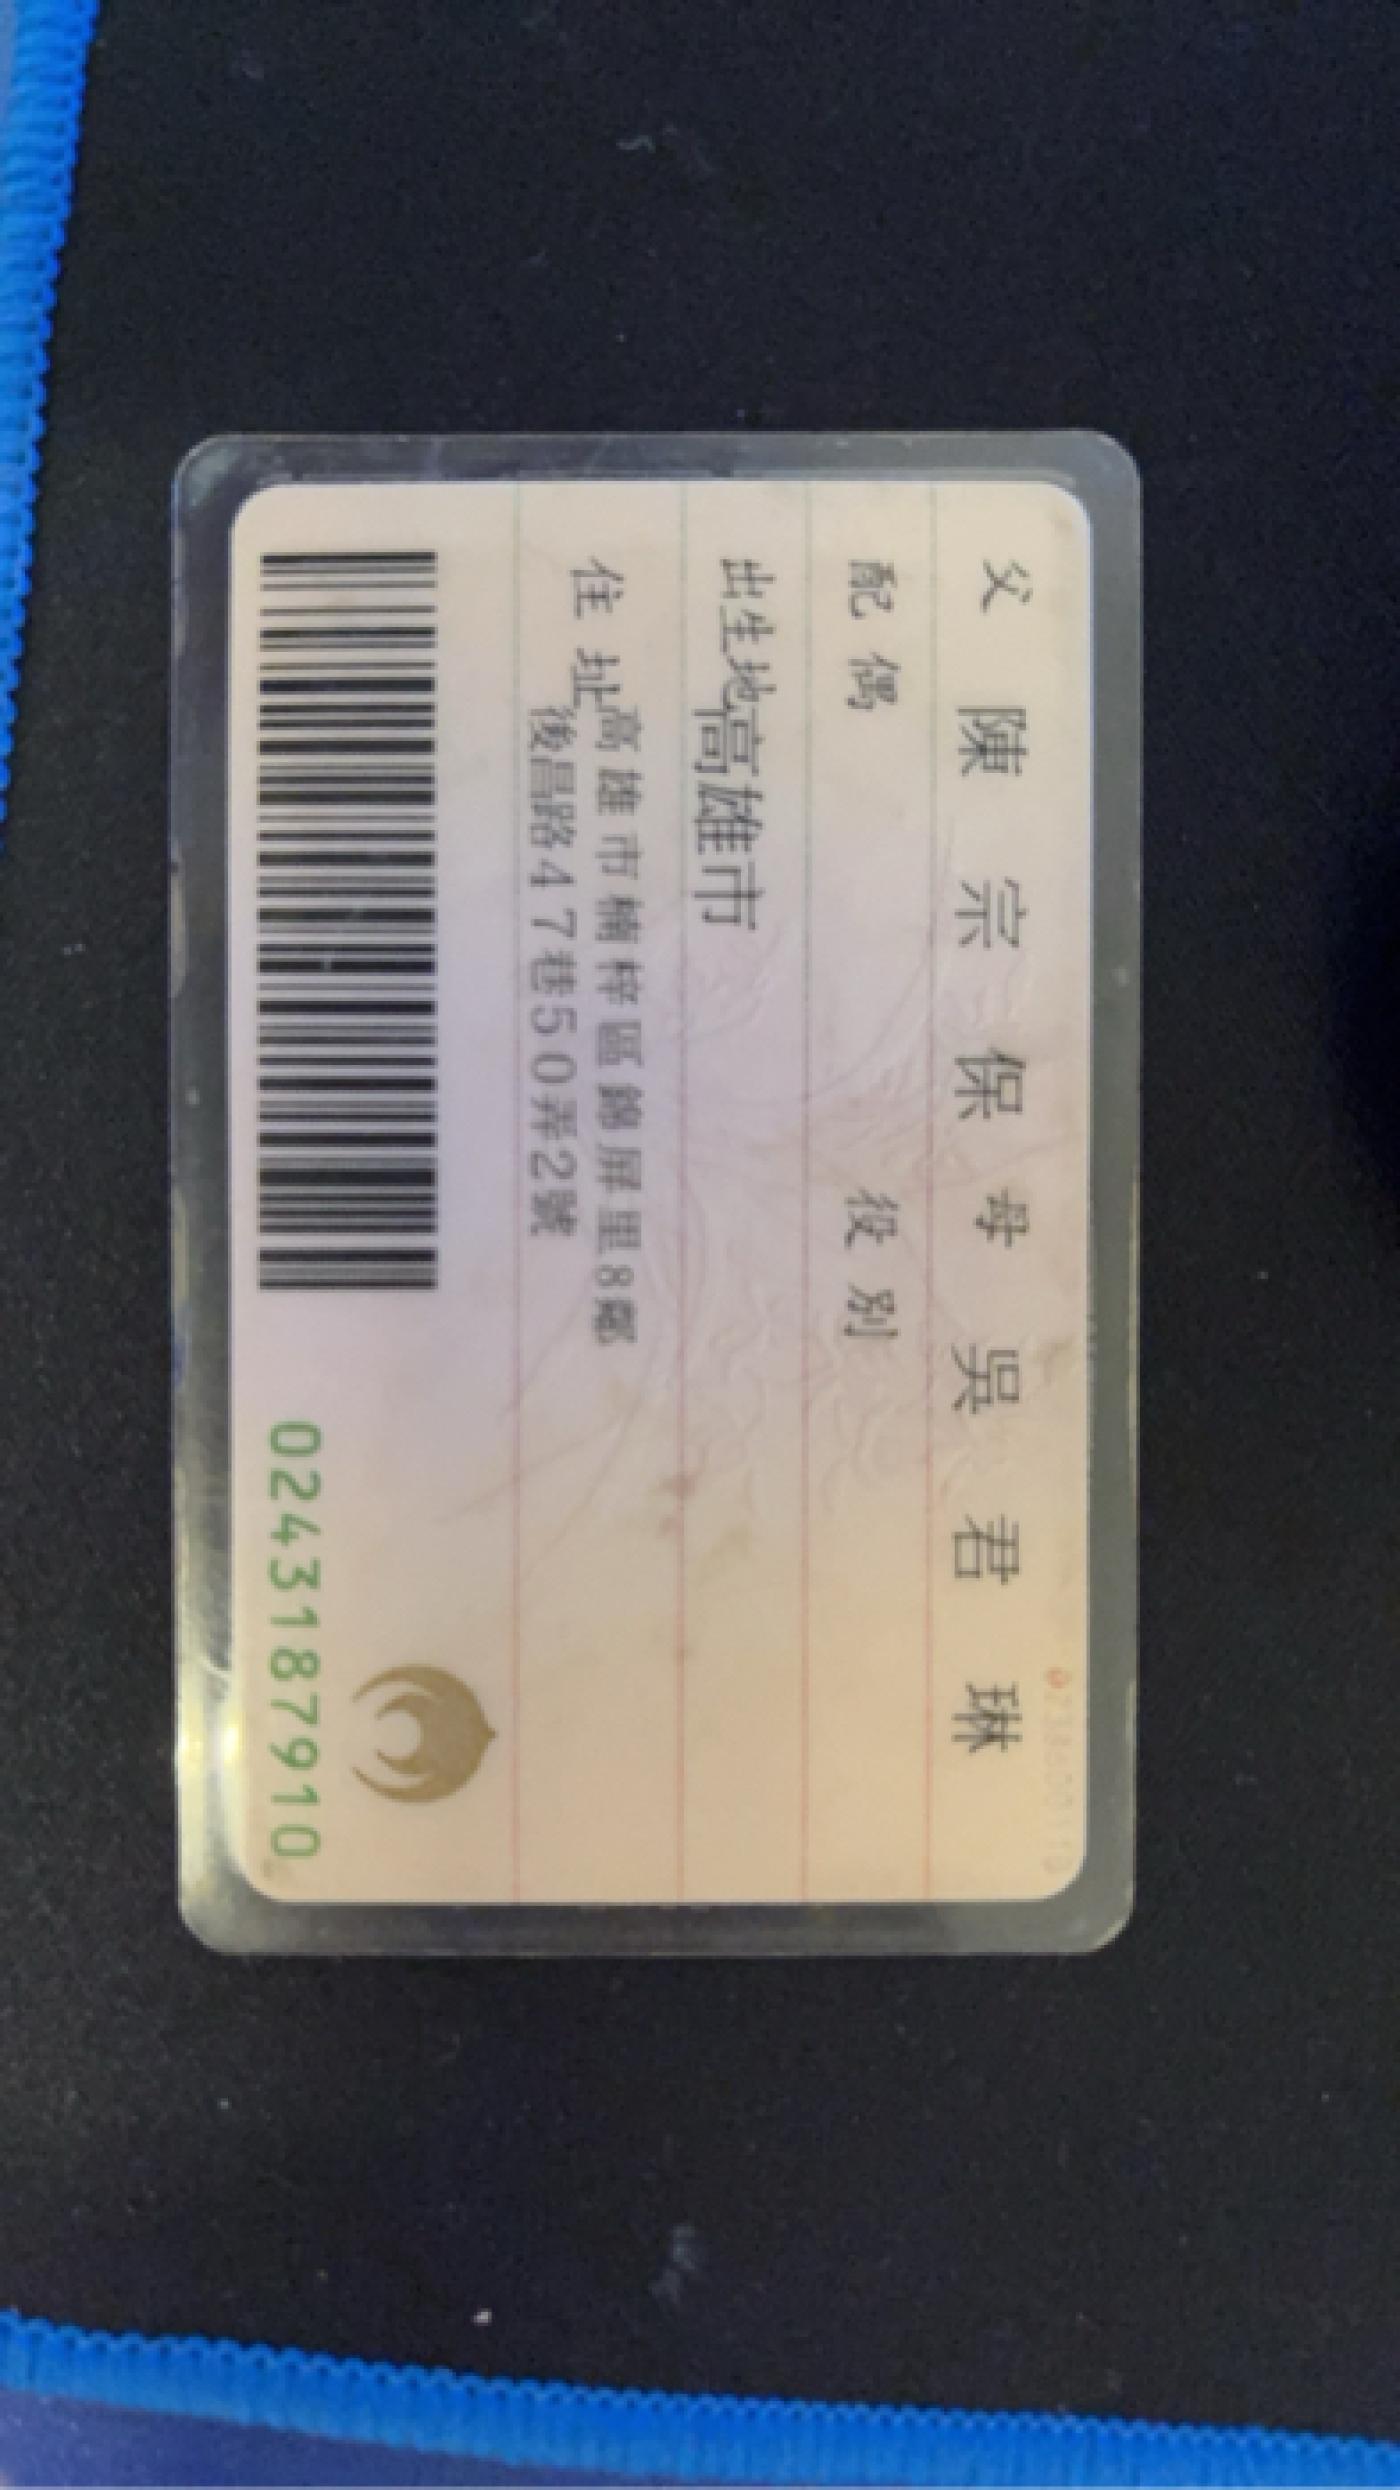 父 陳宗保 母 吳君琳
配偶 役別
出生地 高雄市
住址 高雄市楠梓區錦屏里8鄰
後昌路47巷50弄2號
0243187910